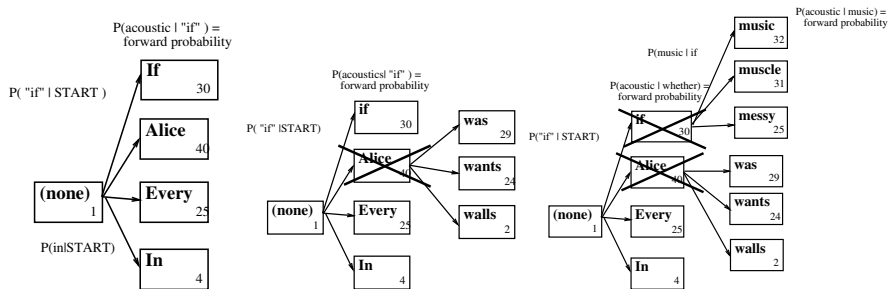 P(acoustic | "if" ) =
forward probability
If
30
P( "if" | START )
Alice
40
(none)
1
Every
25
P(in|START)
In
4
P(acoustics| "if" ) =
forward probability
P( "if" |START)
if
30
Alice
40
was
29
wants
24
walls
2
(none)
1
Every
25
In
4
P(acoustic | music) =
forward probability
music
32
P(music | if
P(acoustic | whether) =
forward probability
muscle
31
messy
25
P("if" | START)
if
30
Alice
40
was
29
wants
24
walls
2
(none)
1
Every
25
In
4